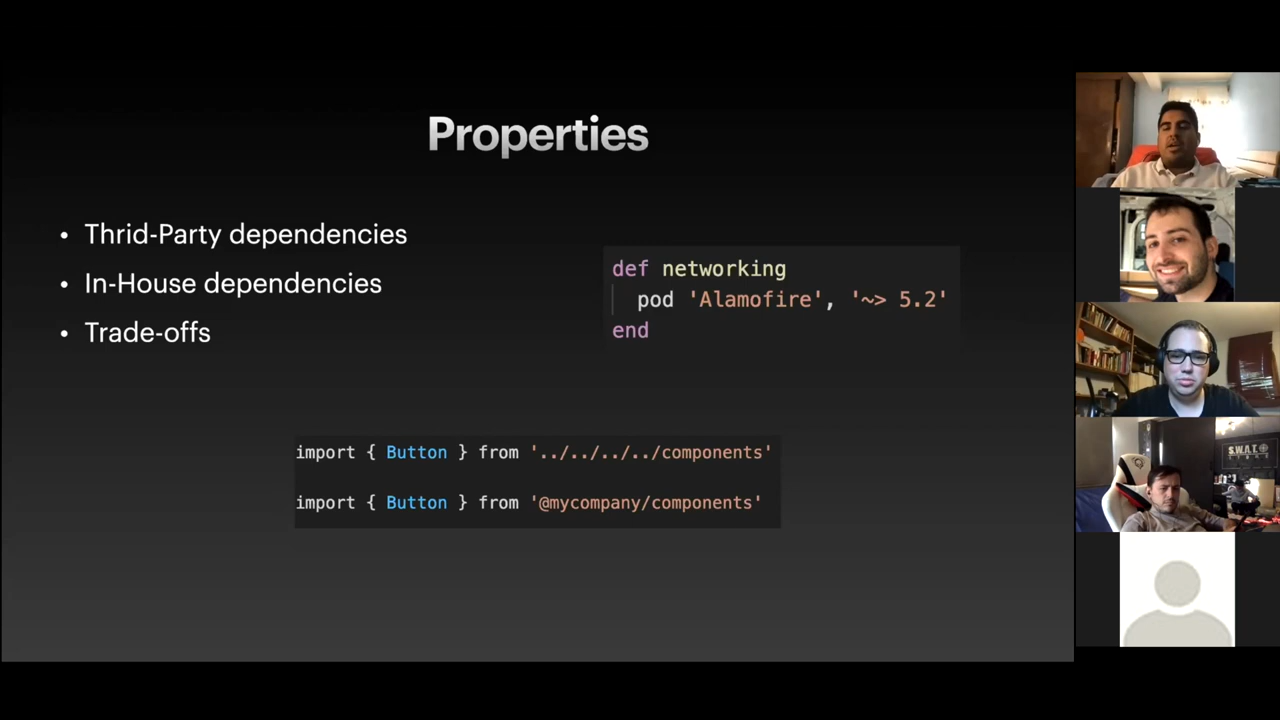 Properties
• Thrid-Party dependencies
• In-House dependencies
• Trade-offs
def networking
pod 'Alamofire', '~> 5.2'
end
import { Button } from '../../../../components'
import { Button } from '@mycompany/components'
S.W.A.T